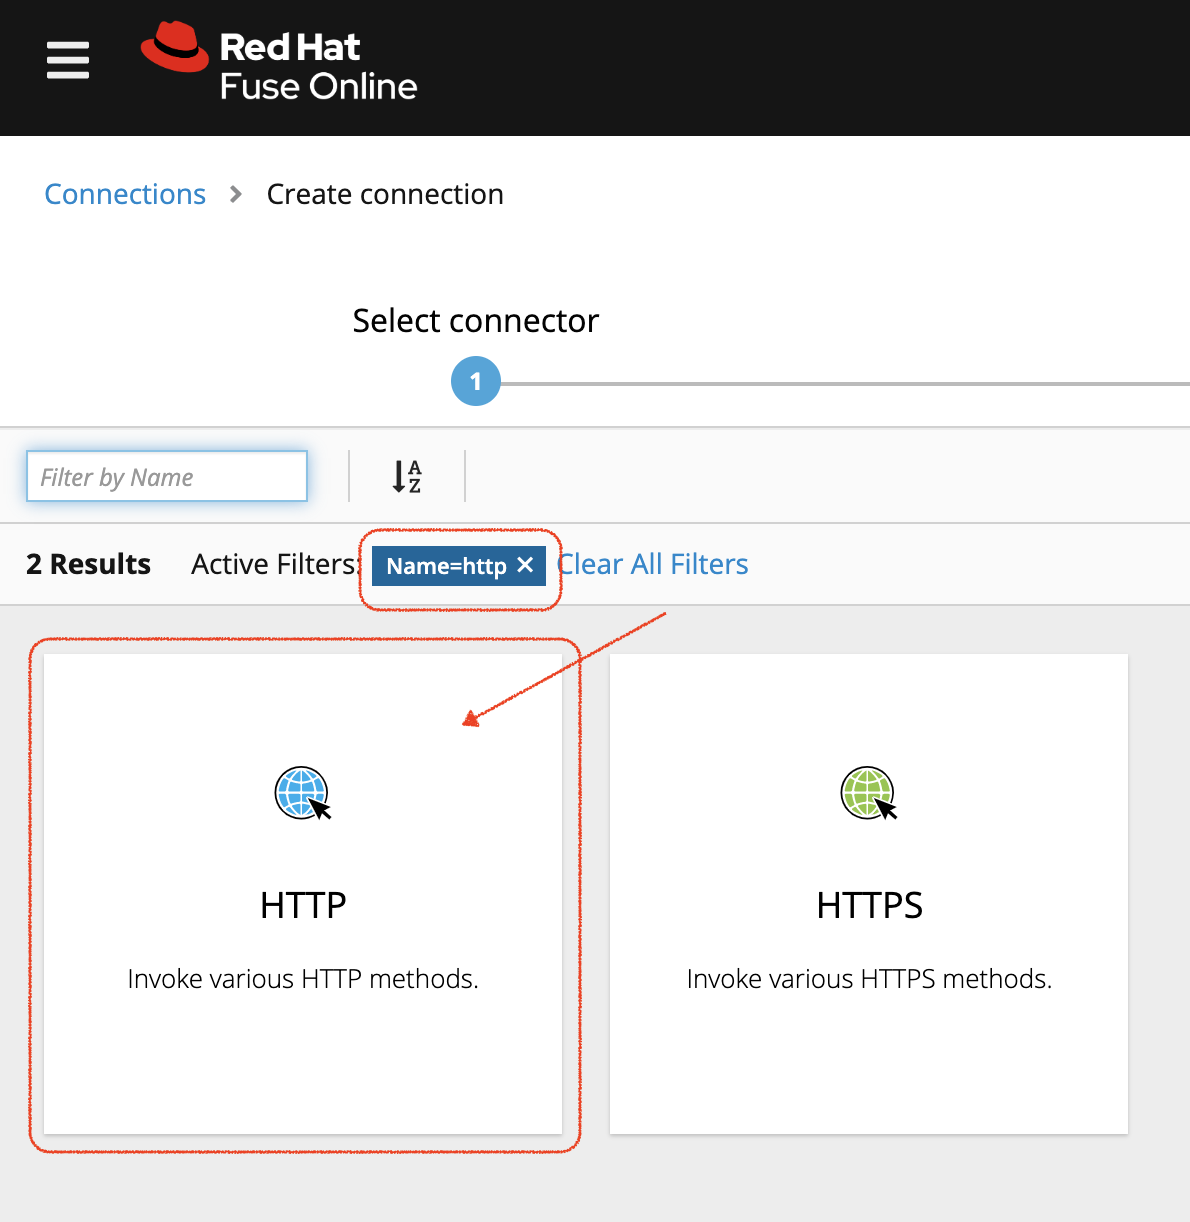 Red Hat
Fuse Online
Connections > Create connection
Select connector
1
Filter by Name
A
Z
2 Results Active Filters: Name=http × Clear All Filters
HTTP
Invoke various HTTP methods.
HTTPS
Invoke various HTTPS methods.